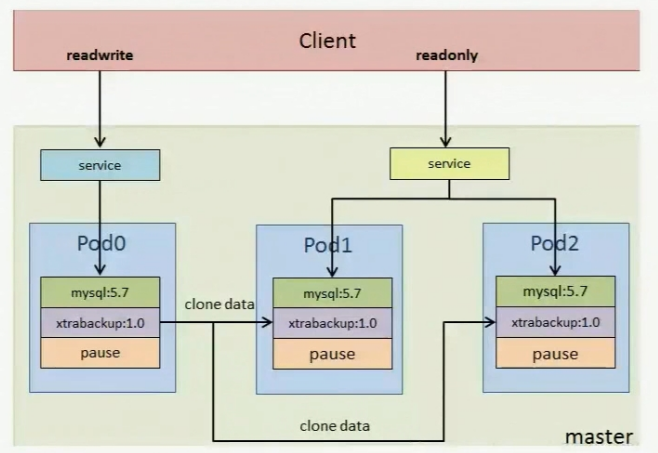 Client
readwrite
readonly
service
service
Pod0
Pod1
Pod2
mysql:5.7
mysql:5.7
mysql:5.7
clone data
xtrabackup:1.0
xtrabackup:1.0
xtrabackup:1.0
pause
pause
pause
clone data
master